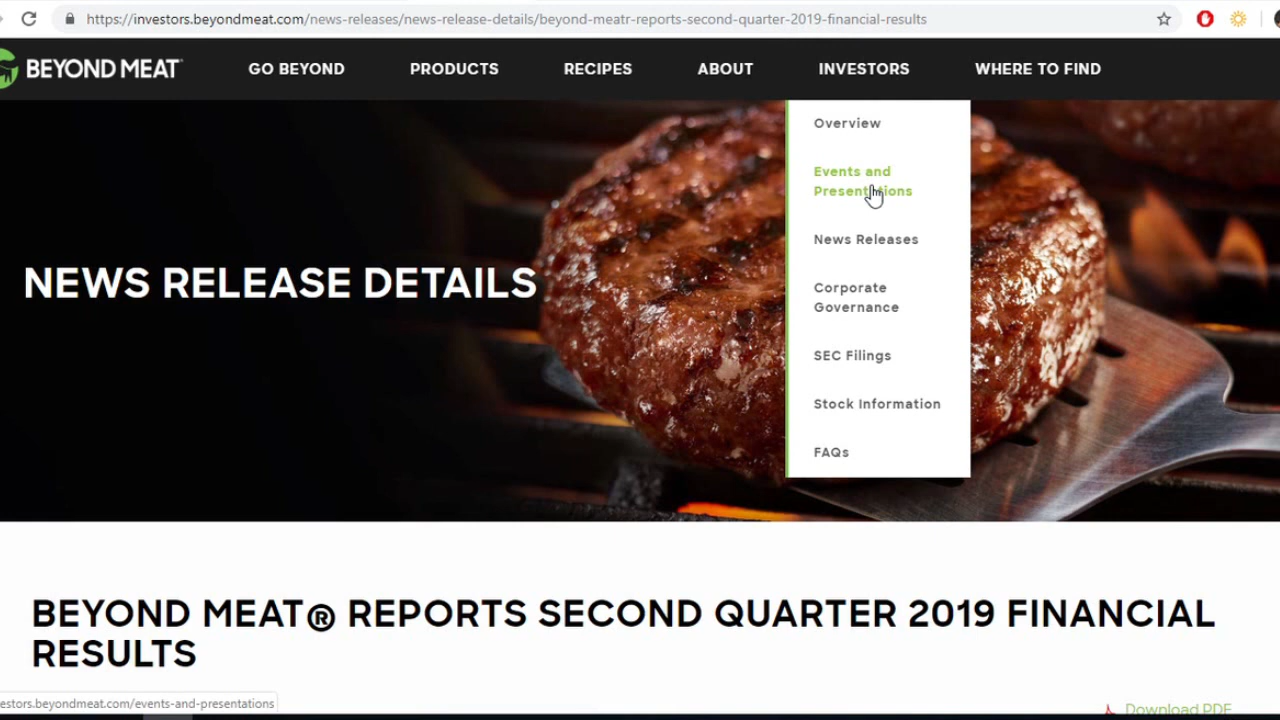 https://investors.beyondmeat.com/news-releases/news-release-details/beyond-meatr-reports-second-quarter-2019-financial-results
BEYOND MEAT
GO BEYOND
PRODUCTS
RECIPES
ABOUT
INVESTORS
WHERE TO FIND
Overview
Events and
Presentations
News Releases
Corporate
Governance
SEC Filings
Stock Information
FAQs
NEWS RELEASE DETAILS
BEYOND MEAT® REPORTS SECOND QUARTER 2019 FINANCIAL
RESULTS
estors.beyondmeat.com/events-and-presentations
Download PDF